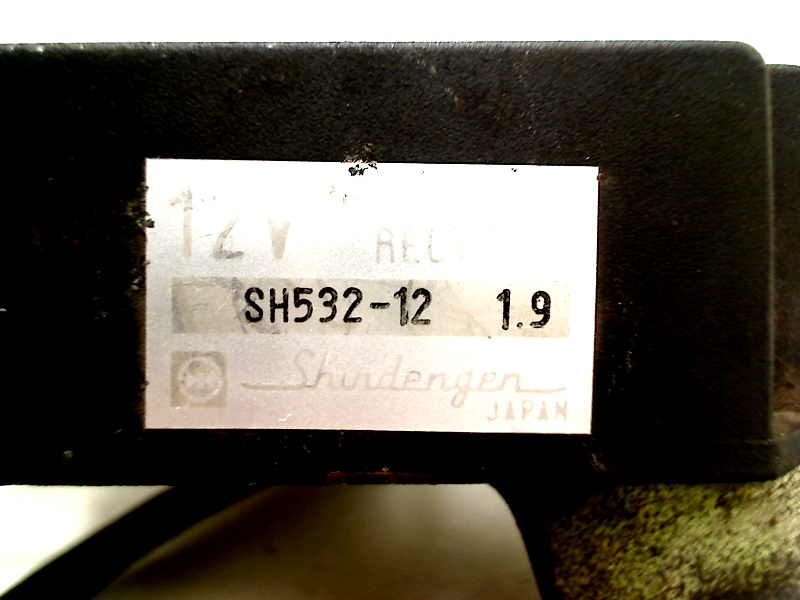 12V
SH532-12 1.9
Shindengen
JAPAN